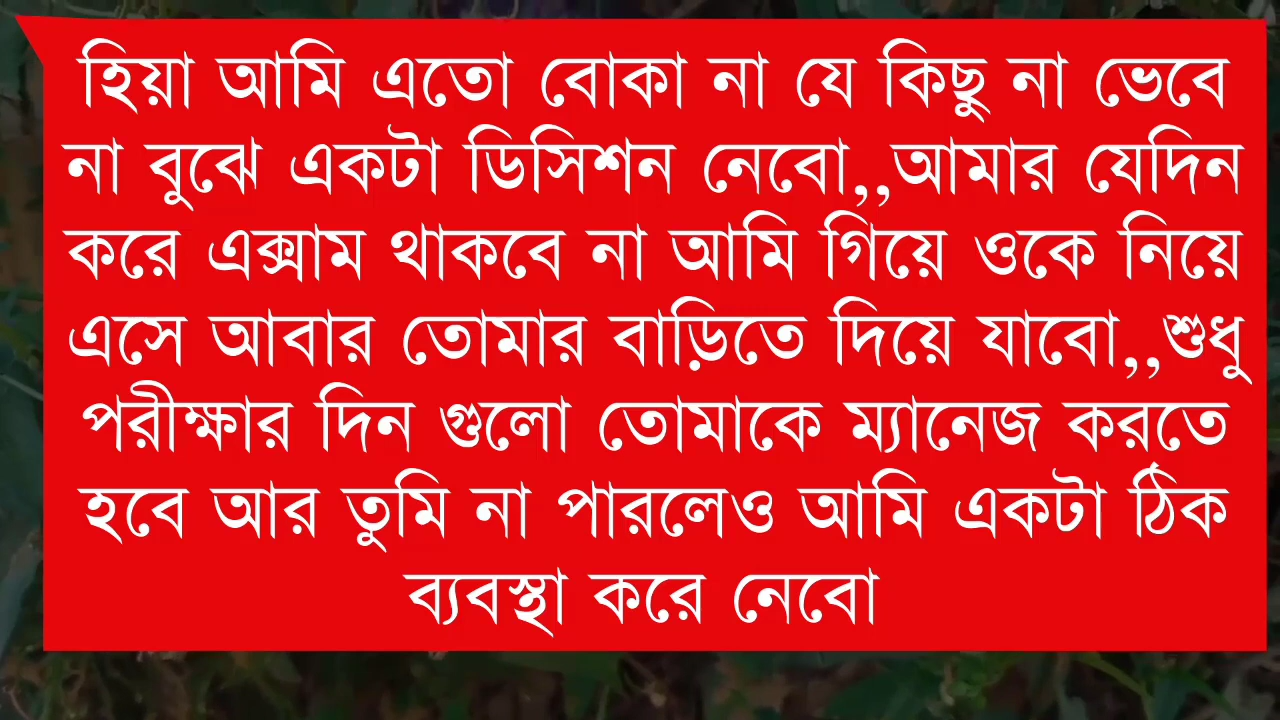 হিয়া আমি এতো বোকা না যে কিছু না ভেবে
না বুঝে একটা ডিসিশন নেবো,,আমার যেদিন
করে এক্সাম থাকবে না আমি গিয়ে ওকে নিয়ে
এসে আবার তোমার বাড়িতে দিয়ে যাবো,,শুধু
পরীক্ষার দিন গুলো তোমাকে ম্যানেজ করতে
হবে আর তুমি না পারলেও আমি একটা ঠিক
ব্যবস্থা করে নেবো